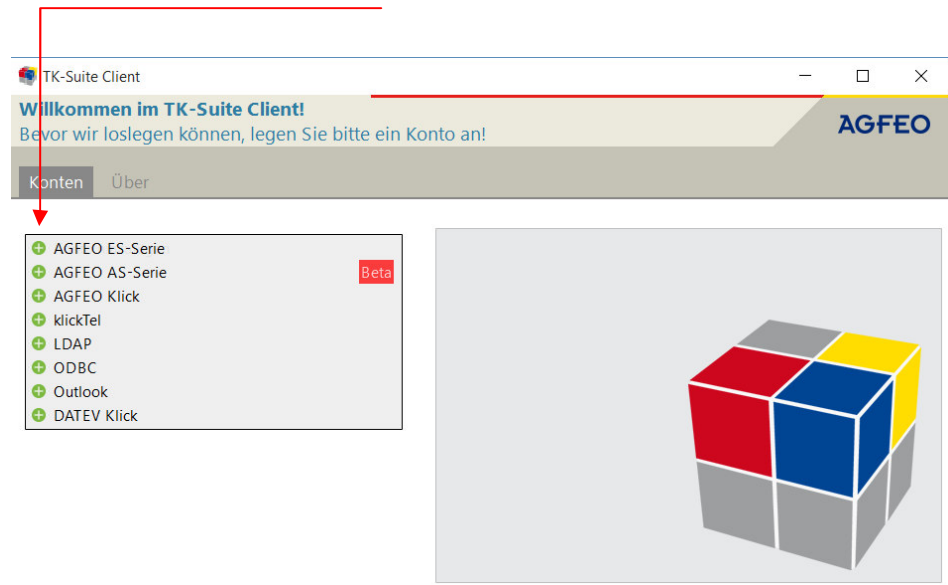 TK-Suite Client
Willkommen im TK-Suite Client!
Bevor wir loslegen können, legen Sie bitte ein Konto an!
AGFEO
Konten Über
AGFEO ES-Serie
AGFEO AS-Serie Beta
AGFEO Klick
klickTel
LDAP
ODBC
Outlook
DATEV Klick